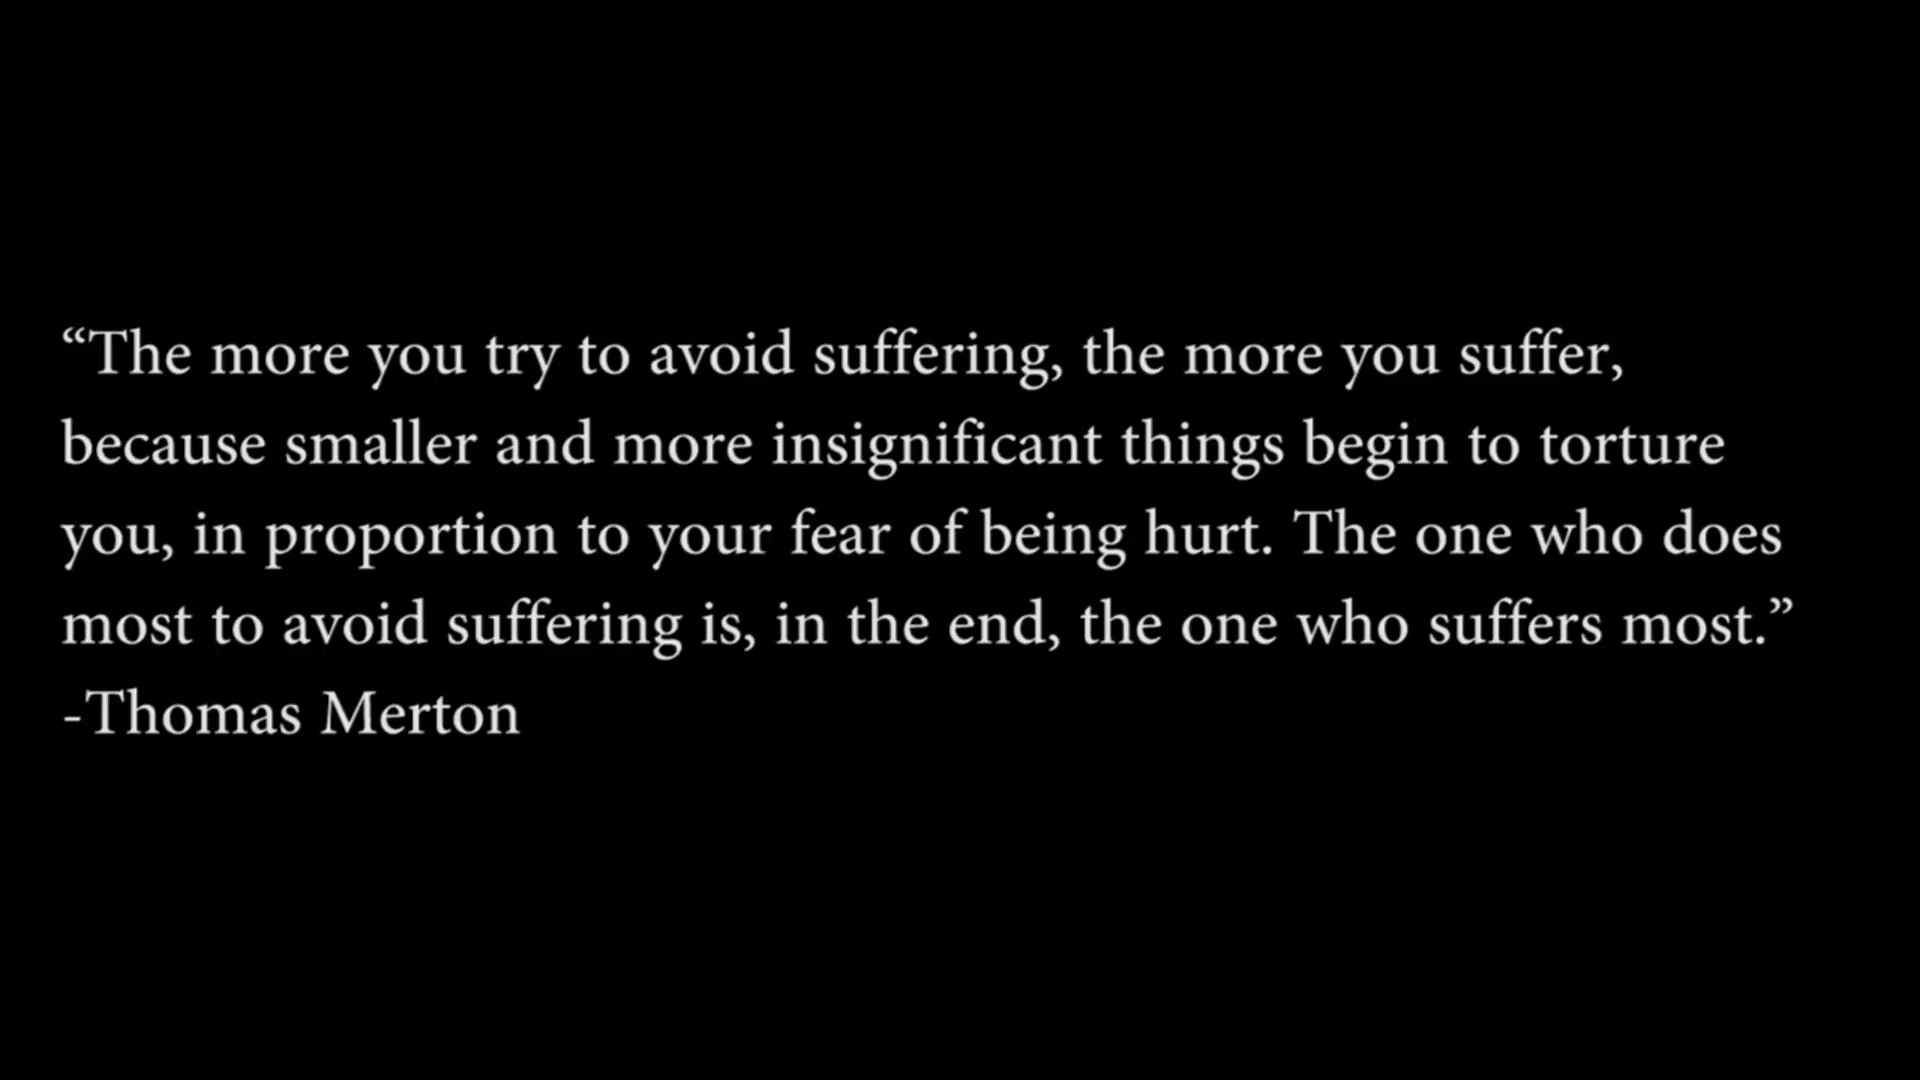 “The more you try to avoid suffering, the more you suffer,
because smaller and more insignificant things begin to torture
you, in proportion to your fear of being hurt. The one who does
most to avoid suffering is, in the end, the one who suffers most.”
-Thomas Merton